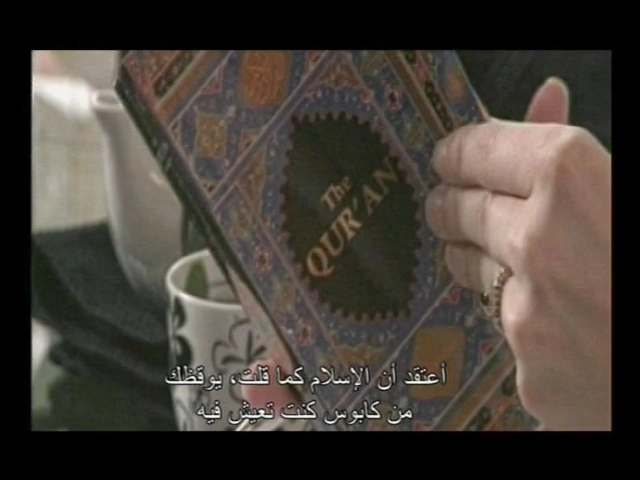 The
QUR'AN
أعتقد أن الإسلام كما قلت، يوقظك
من كابوس كنت تعيش فيه